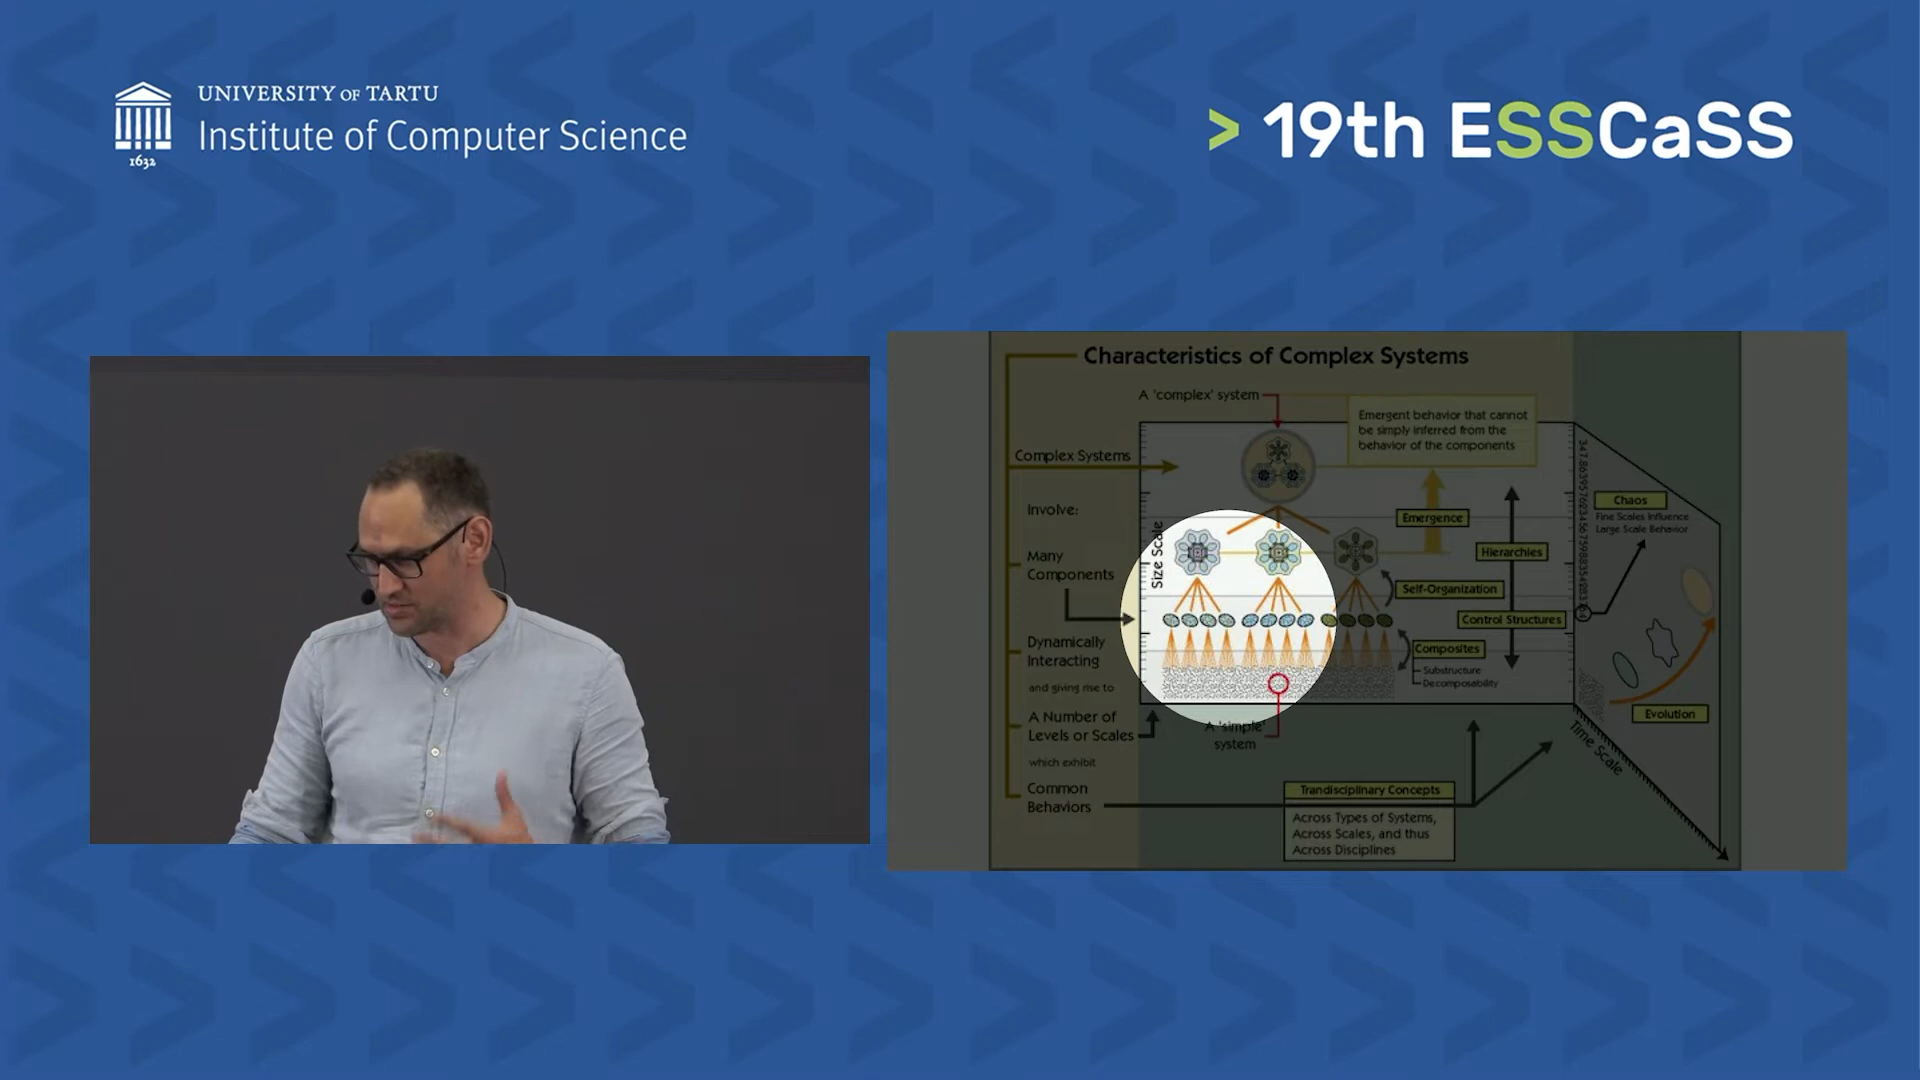 UNIVERSITY OF TARTU
Institute of Computer Science
1632
> 19th ESSCaSS
Characteristics of Complex Systems
A 'complex' system
Emergent behavior that cannot
be simply inferred from the
behavior of the components
Complex Systems
Involve:
Many
Components
Dynamically
Interacting
and giving rise to
A Number of
Levels or Scales
which exhibit
Common
Behaviors
Size Scale
Emergence
Hierarchies
Self-Organization
Control Structures
Composites
Substructure
Decomposability
A 'simple'
system
Chaos
Fine Scales Influence
Large Scale Behavior
Evolution
Time Scale
Trandisciplinary Concepts
Across Types of Systems,
Across Scales, and thus
Across Disciplines